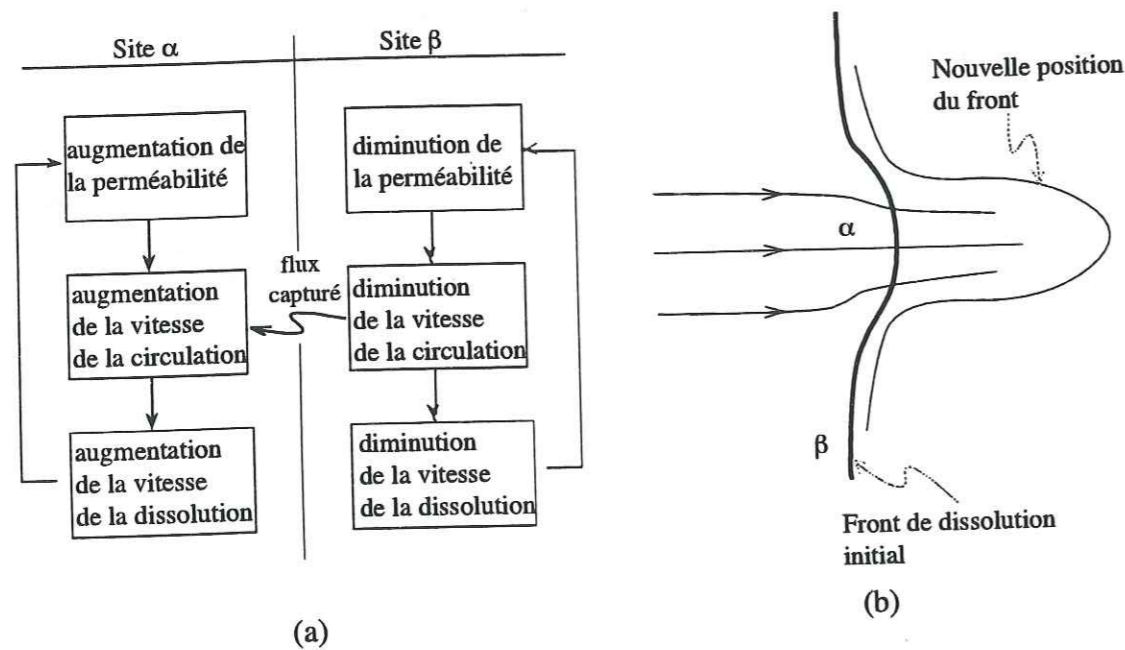 Site α
Site β
augmentation de
la perméabilité
diminution de
la perméabilité
flux
capturé
augmentation
de la vitesse
de la circulation
diminution
de la vitesse
de la circulation
augmentation
de la vitesse
de la dissolution
diminution
de la vitesse
de la dissolution
(a)
Nouvelle position
du front
α
β
Front de dissolution
initial
(b)